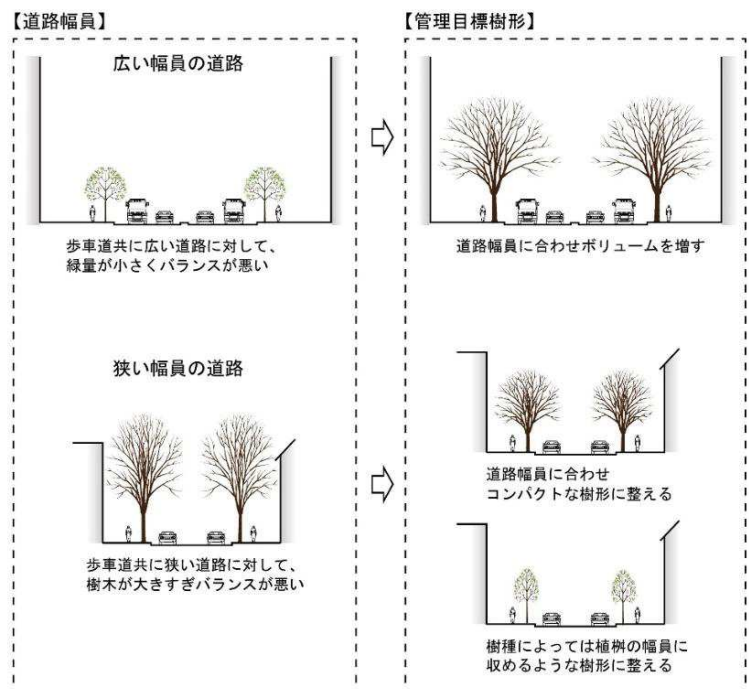 【道路幅員】
【管理目標樹形】
広い幅員の道路
歩車道共に広い道路に対して、
緑量が小さくバランスが悪い
道路幅員に合わせボリュームを増す
狭い幅員の道路
歩車道共に狭い道路に対して、
樹木が大きすぎバランスが悪い
道路幅員に合わせ
コンパクトな樹形に整える
樹種によっては植桝の幅員に
収めるような樹形に整える